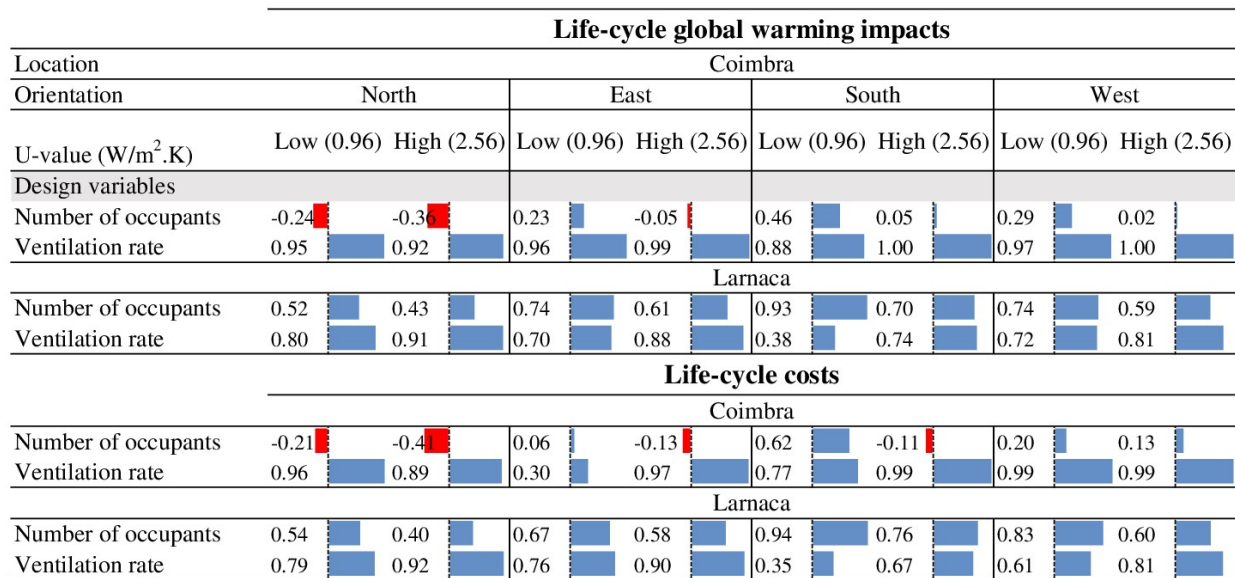 Life-cycle global warming impacts
Location Coimbra
Orientation North East South West
U-value (W/m².K) Low (0.96) High (2.56) Low (0.96) High (2.56) Low (0.96) High (2.56) Low (0.96) High (2.56)
Design variables
Number of occupants -0.24 -0.36 0.23 -0.05 0.46 0.05 0.29 0.02
Ventilation rate 0.95 0.92 0.96 0.99 0.88 1.00 0.97 1.00
Larnaca
Number of occupants 0.52 0.43 0.74 0.61 0.93 0.70 0.74 0.59
Ventilation rate 0.80 0.91 0.70 0.88 0.38 0.74 0.72 0.81
Life-cycle costs
Coimbra
Number of occupants -0.21 -0.41 0.06 -0.13 0.62 -0.11 0.20 0.13
Ventilation rate 0.96 0.89 0.30 0.97 0.77 0.99 0.99 0.99
Larnaca
Number of occupants 0.54 0.40 0.67 0.58 0.94 0.76 0.83 0.60
Ventilation rate 0.79 0.92 0.76 0.90 0.35 0.67 0.61 0.81